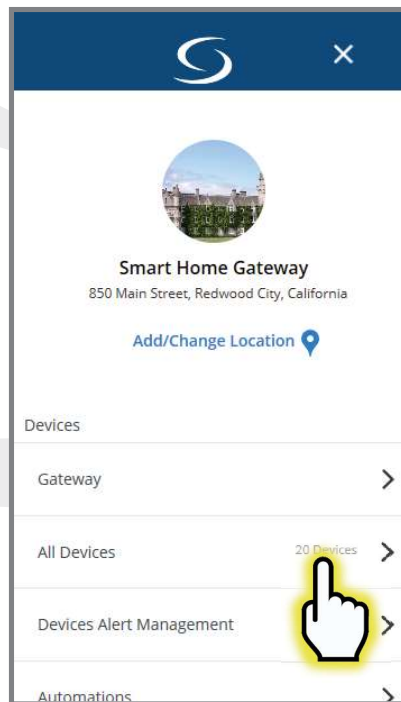 Smart Home Gateway
850 Main Street, Redwood City, California
Add/Change Location
Devices
Gateway
All Devices 20 Devices
Devices Alert Management
Automations